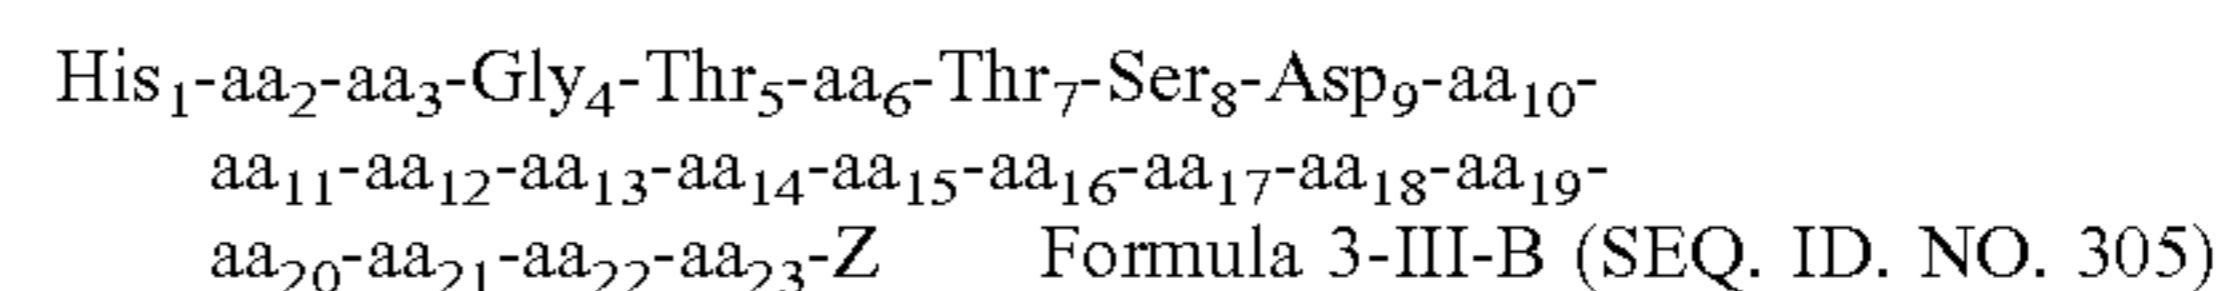 His₁-aa₂-aa₃-Gly₄-Thr₅-aa₆-Thr₇-Ser₈-Asp₉-aa₁₀-
aa₁₁-aa₁₂-aa₁₃-aa₁₄-aa₁₅-aa₁₆-aa₁₇-aa₁₈-aa₁₉-
aa₂₀-aa₂₁-aa₂₂-aa₂₃-Z Formula 3-III-B (SEQ. ID. NO. 305)